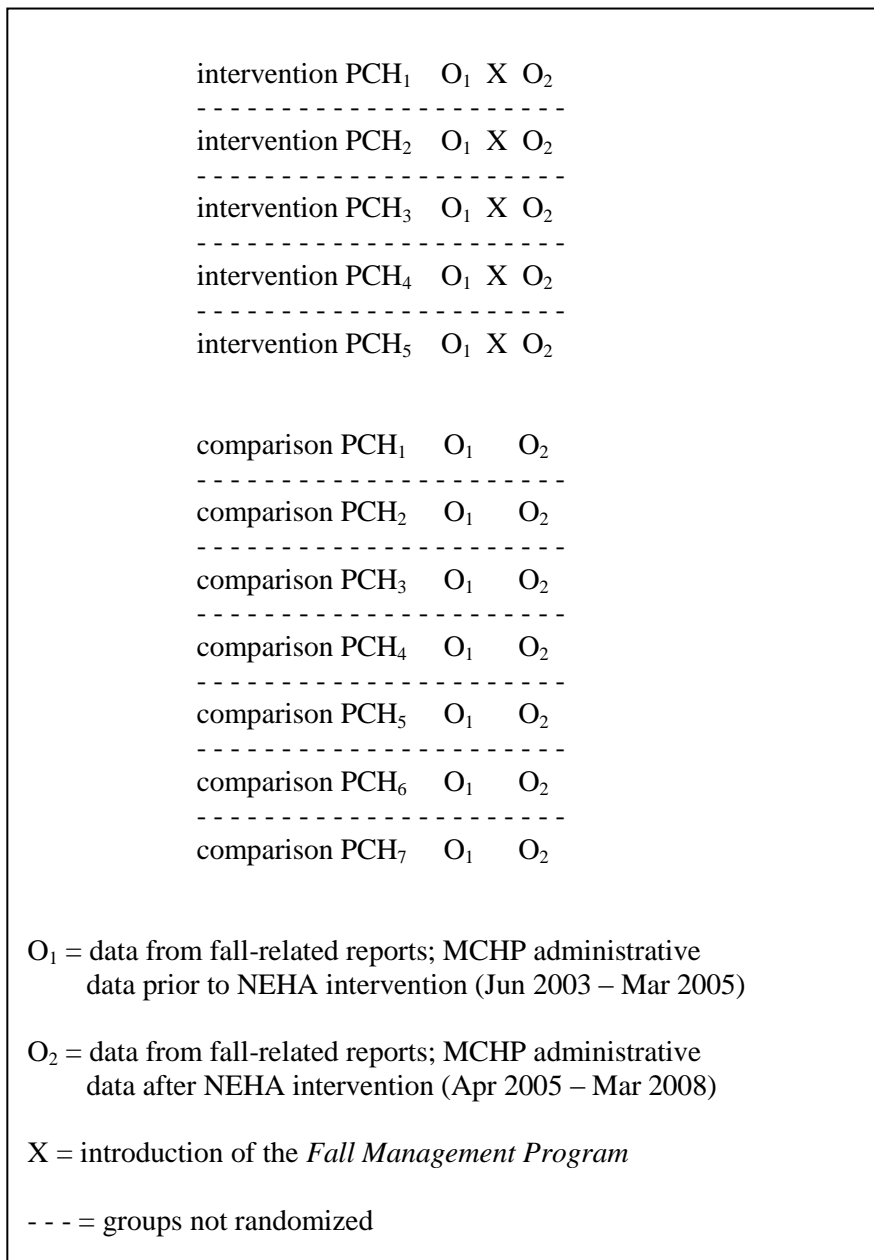 intervention PCH₁ O₁ X O₂
- - - - - - - - - - - - - - - - - - - - - -
intervention PCH₂ O₁ X O₂
- - - - - - - - - - - - - - - - - - - - - -
intervention PCH₃ O₁ X O₂
- - - - - - - - - - - - - - - - - - - - - -
intervention PCH₄ O₁ X O₂
- - - - - - - - - - - - - - - - - - - - - -
intervention PCH₅ O₁ X O₂
comparison PCH₁ O₁ O₂
- - - - - - - - - - - - - - - - - - - - - -
comparison PCH₂ O₁ O₂
- - - - - - - - - - - - - - - - - - - - - -
comparison PCH₃ O₁ O₂
- - - - - - - - - - - - - - - - - - - - - -
comparison PCH₄ O₁ O₂
- - - - - - - - - - - - - - - - - - - - - -
comparison PCH₅ O₁ O₂
- - - - - - - - - - - - - - - - - - - - - -
comparison PCH₆ O₁ O₂
- - - - - - - - - - - - - - - - - - - - - -
comparison PCH₇ O₁ O₂
O₁ = data from fall-related reports; MCHP administrative
data prior to NEHA intervention (Jun 2003 – Mar 2005)
O₂ = data from fall-related reports; MCHP administrative
data after NEHA intervention (Apr 2005 – Mar 2008)
X = introduction of the Fall Management Program
- - - = groups not randomized